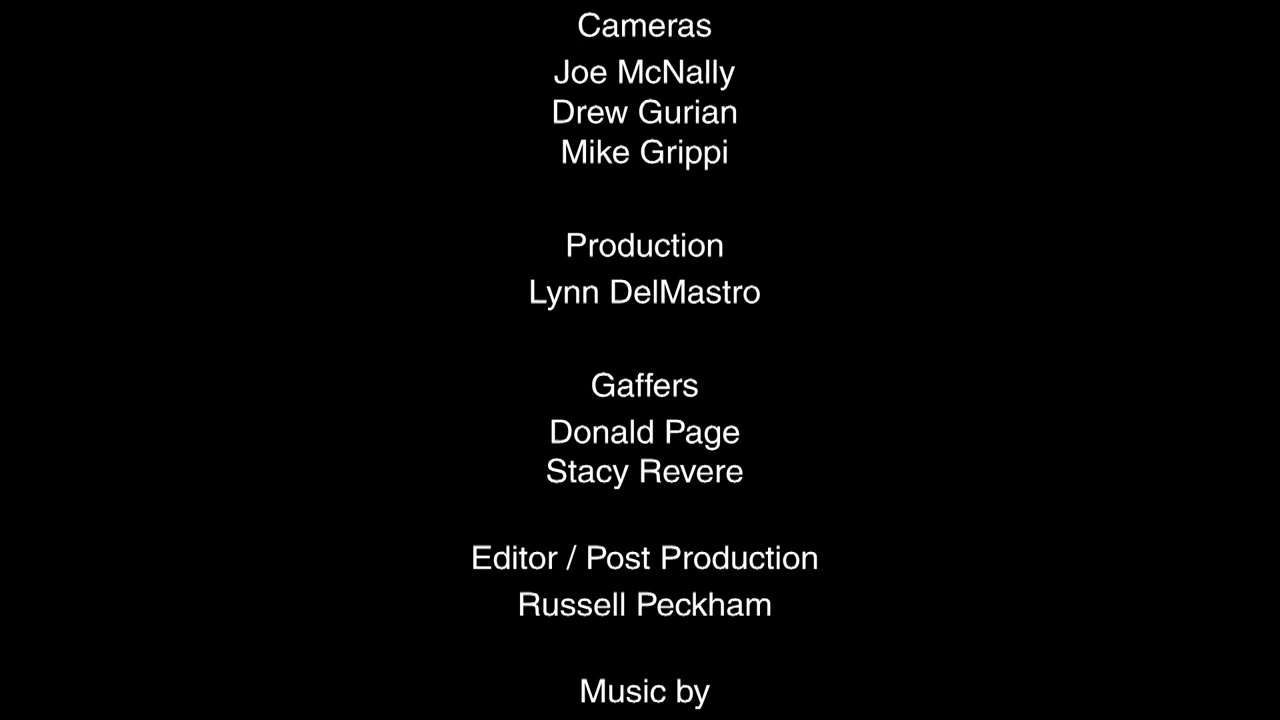 Cameras
Joe McNally
Drew Gurian
Mike Grippi
Production
Lynn DelMastro
Gaffers
Donald Page
Stacy Revere
Editor / Post Production
Russell Peckham
Music by